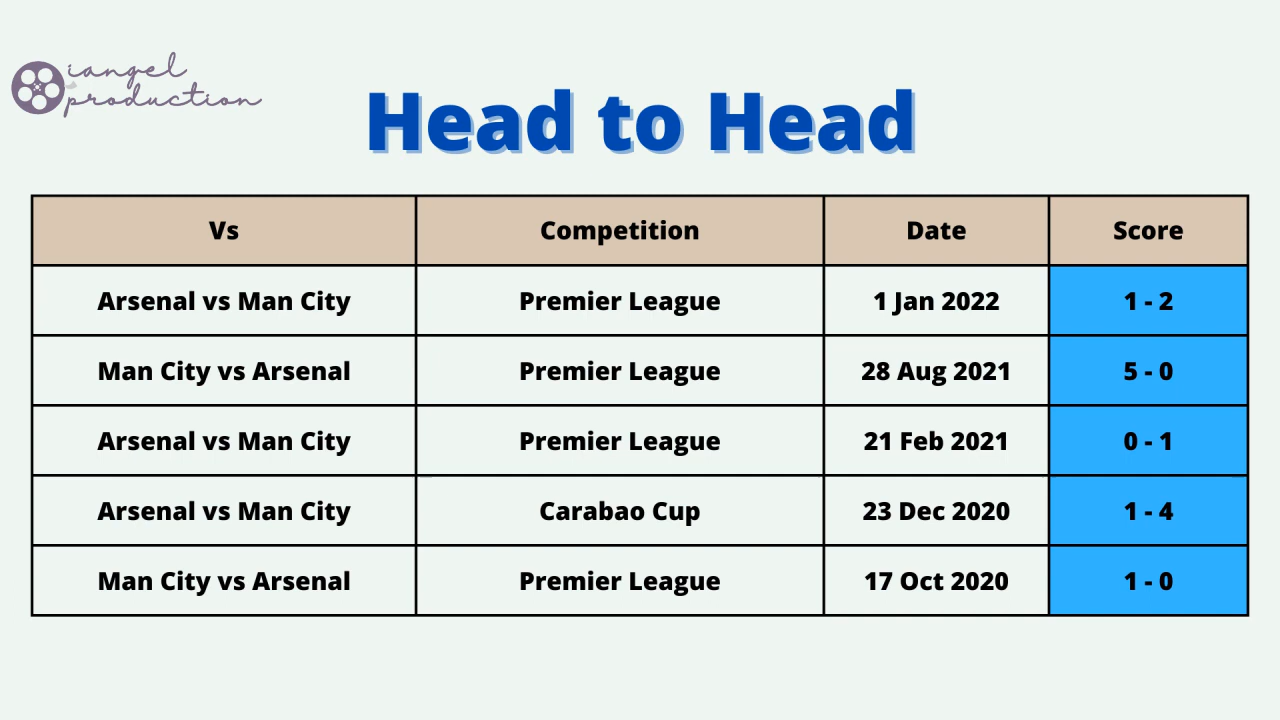 iangel
production
Head to Head
Vs Competition Date Score
Arsenal vs Man City Premier League 1 Jan 2022 1 - 2
Man City vs Arsenal Premier League 28 Aug 2021 5 - 0
Arsenal vs Man City Premier League 21 Feb 2021 0 - 1
Arsenal vs Man City Carabao Cup 23 Dec 2020 1 - 4
Man City vs Arsenal Premier League 17 Oct 2020 1 - 0